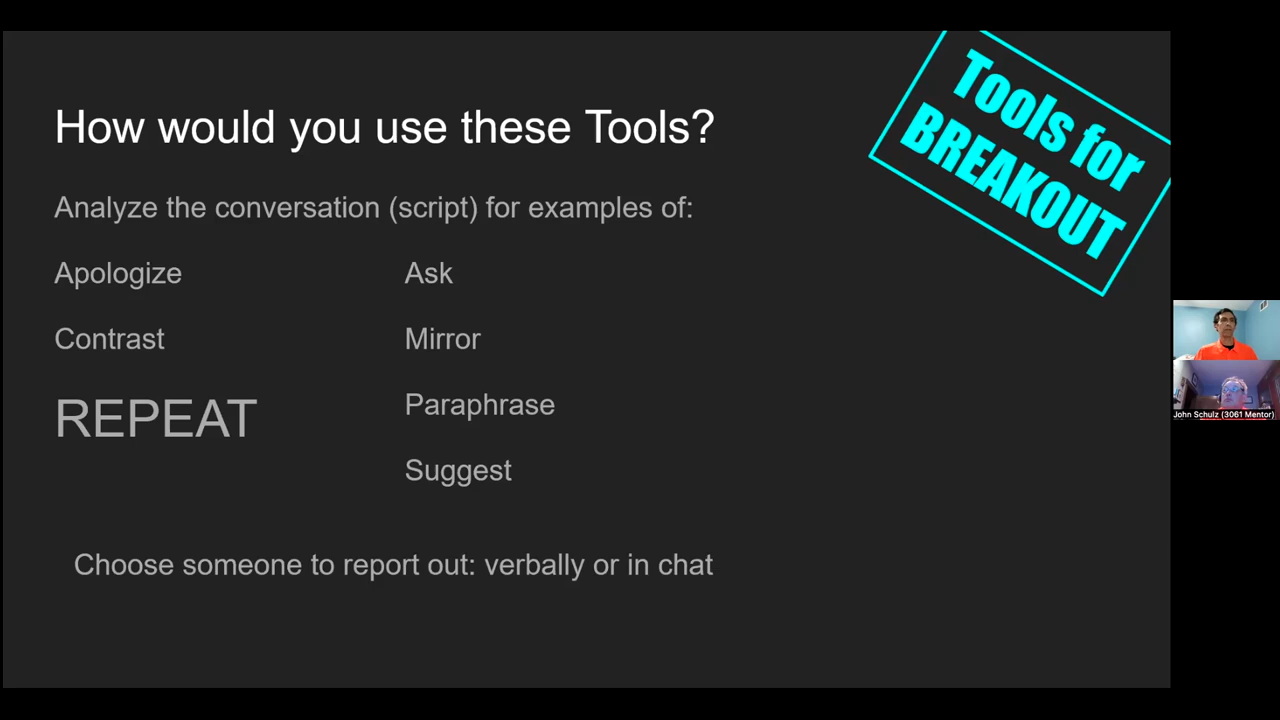 How would you use these Tools?
Tools for
BREAKOUT
Analyze the conversation (script) for examples of:
Apologize
Contrast
REPEAT
Ask
Mirror
Paraphrase
Suggest
Choose someone to report out: verbally or in chat
John Schulz (3061 Mentor)